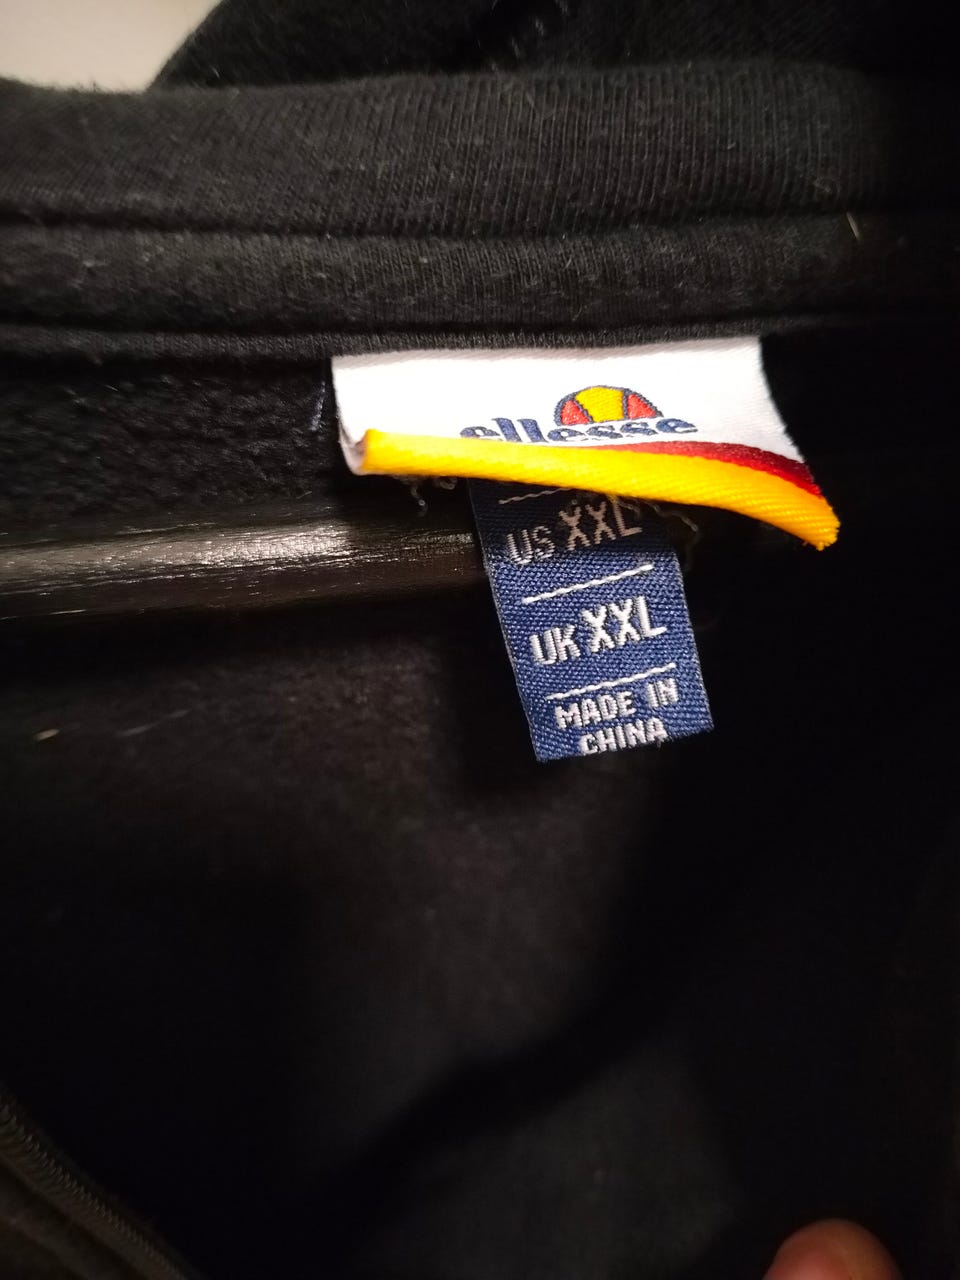 ellesse
US XXL
UK XXL
MADE IN
CHINA